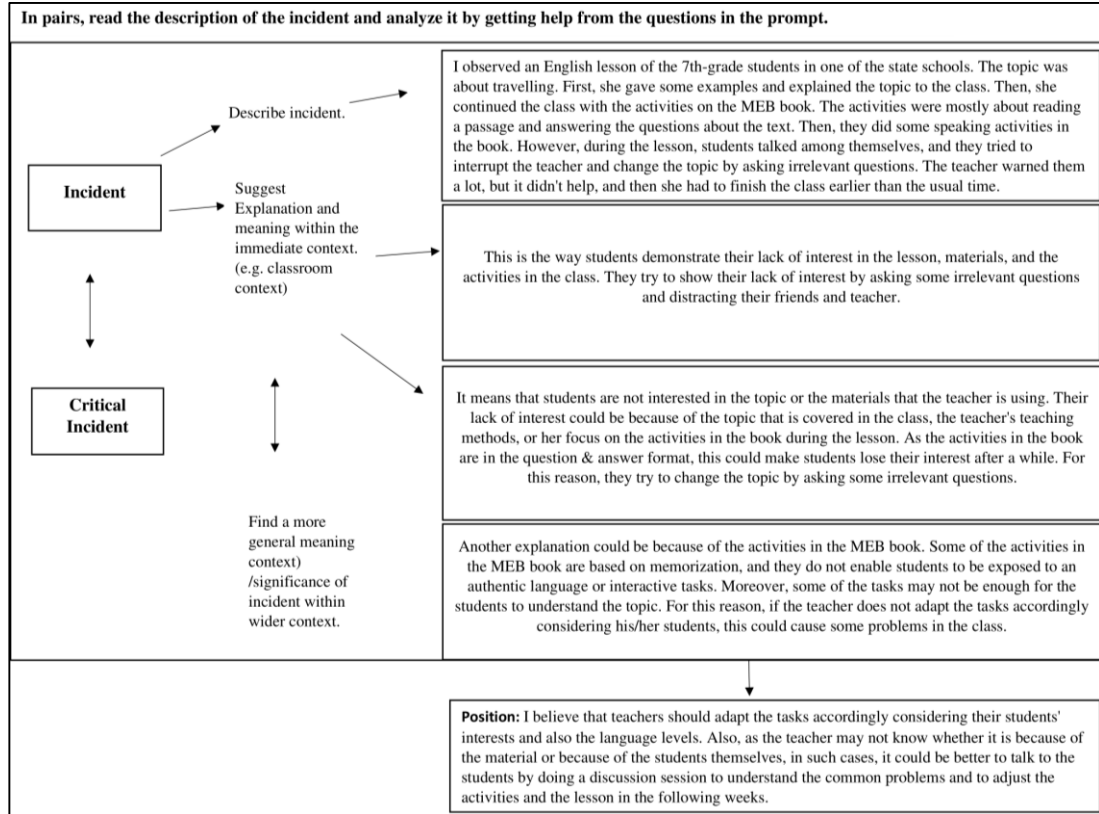 In pairs, read the description of the incident and analyze it by getting help from the questions in the prompt.
Incident
Critical
Incident
Describe incident.
Suggest
Explanation and
meaning within the
immediate context.
(e.g. classroom
context)
Find a more
general meaning
context)
/significance of
incident within
wider context.
I observed an English lesson of the 7th-grade students in one of the state schools. The topic was
about travelling. First, she gave some examples and explained the topic to the class. Then, she
continued the class with the activities on the MEB book. The activities were mostly about reading
a passage and answering the questions about the text. Then, they did some speaking activities in
the book. However, during the lesson, students talked among themselves, and they tried to
interrupt the teacher and change the topic by asking irrelevant questions. The teacher warned them
a lot, but it didn't help, and then she had to finish the class earlier than the usual time.
This is the way students demonstrate their lack of interest in the lesson, materials, and the
activities in the class. They try to show their lack of interest by asking some irrelevant questions
and distracting their friends and teacher.
It means that students are not interested in the topic or the materials that the teacher is using. Their
lack of interest could be because of the topic that is covered in the class, the teacher's teaching
methods, or her focus on the activities in the book during the lesson. As the activities in the book
are in the question & answer format, this could make students lose their interest after a while. For
this reason, they try to change the topic by asking some irrelevant questions.
Another explanation could be because of the activities in the MEB book. Some of the activities in
the MEB book are based on memorization, and they do not enable students to be exposed to an
authentic language or interactive tasks. Moreover, some of the tasks may not be enough for the
students to understand the topic. For this reason, if the teacher does not adapt the tasks accordingly
considering his/her students, this could cause some problems in the class.
Position: I believe that teachers should adapt the tasks accordingly considering their students'
interests and also the language levels. Also, as the teacher may not know whether it is because of
the material or because of the students themselves, in such cases, it could be better to talk to the
students by doing a discussion session to understand the common problems and to adjust the
activities and the lesson in the following weeks.